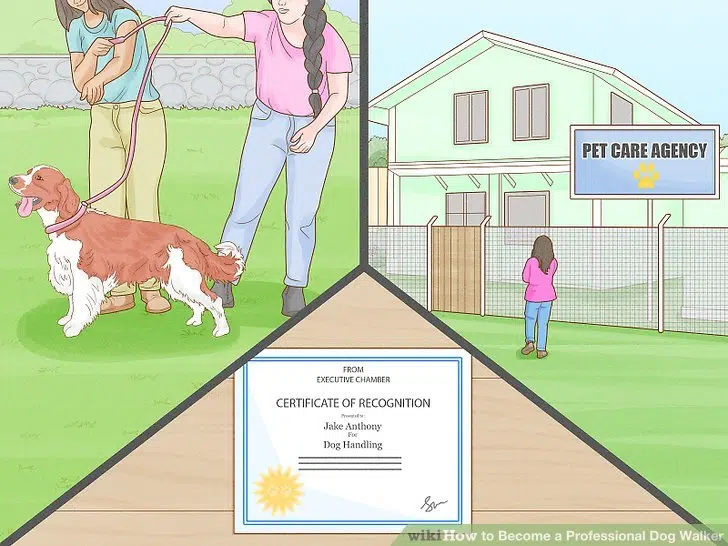 PET CARE AGENCY
FROM
EXECUTIVE CHAMBER
CERTIFICATE OF RECOGNITION
Presented to
Jake Anthony
For
Dog Handling
wikiHow to Become a Professional Dog Walker